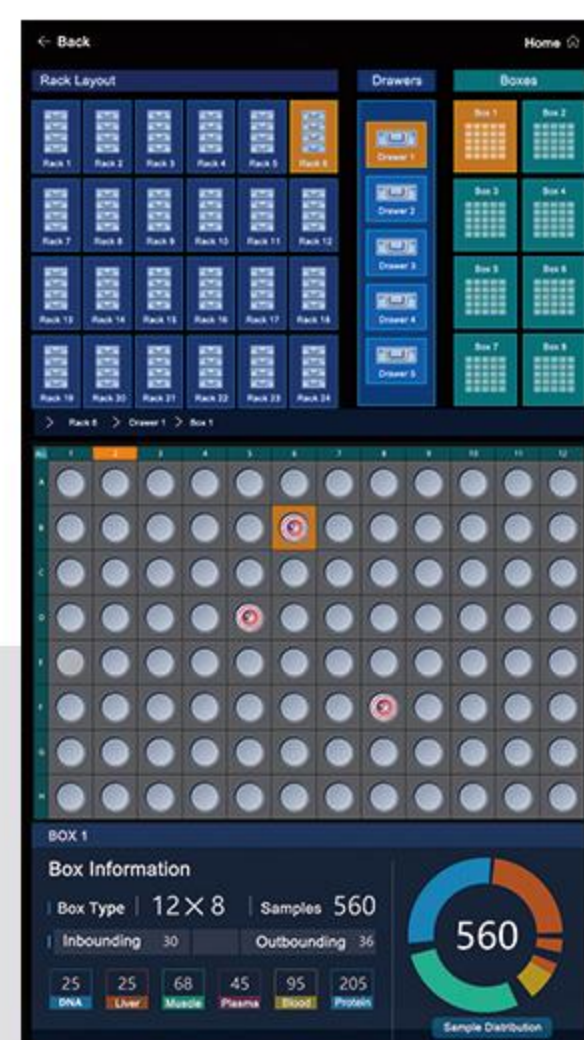 ← Back Home
Rack Layout Drawers Boxes
Rack 1 Rack 2 Rack 3 Rack 4 Rack 5 Rack 6 Drawer 1 Box 1 Box 2
Drawer 2 Box 3 Box 4
Rack 7 Rack 8 Rack 9 Rack 10 Rack 11 Rack 12 Drawer 3
Rack 13 Rack 14 Rack 15 Rack 16 Rack 17 Rack 18 Drawer 4 Box 5 Box 6
Rack 19 Rack 20 Rack 21 Rack 22 Rack 23 Rack 24 Drawer 5 Box 7 Box 8
> Rack 6 > Drawer 1 > Box 1
1 2 3 4 5 6 7 8 9 10 11 12
A
B
C
D
E
F
G
H
BOX 1
Box Information
Box Type 12×8 Samples 560
Inbounding 30 Outbounding 36
560
25 25 68 45 95 205
DNA Liver Muscle Plasma Blood Protein
Sample Distribution